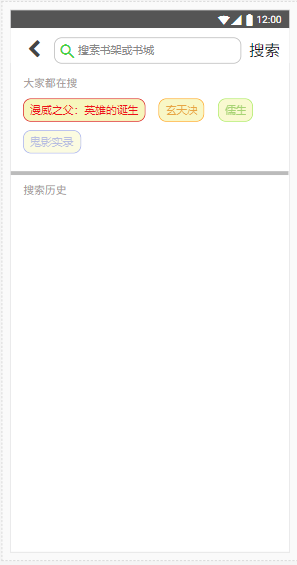 12:00
搜索书架或书城 搜索
大家都在搜
漫威之父：英雄的诞生 玄天决 儒生
鬼影实录
搜索历史